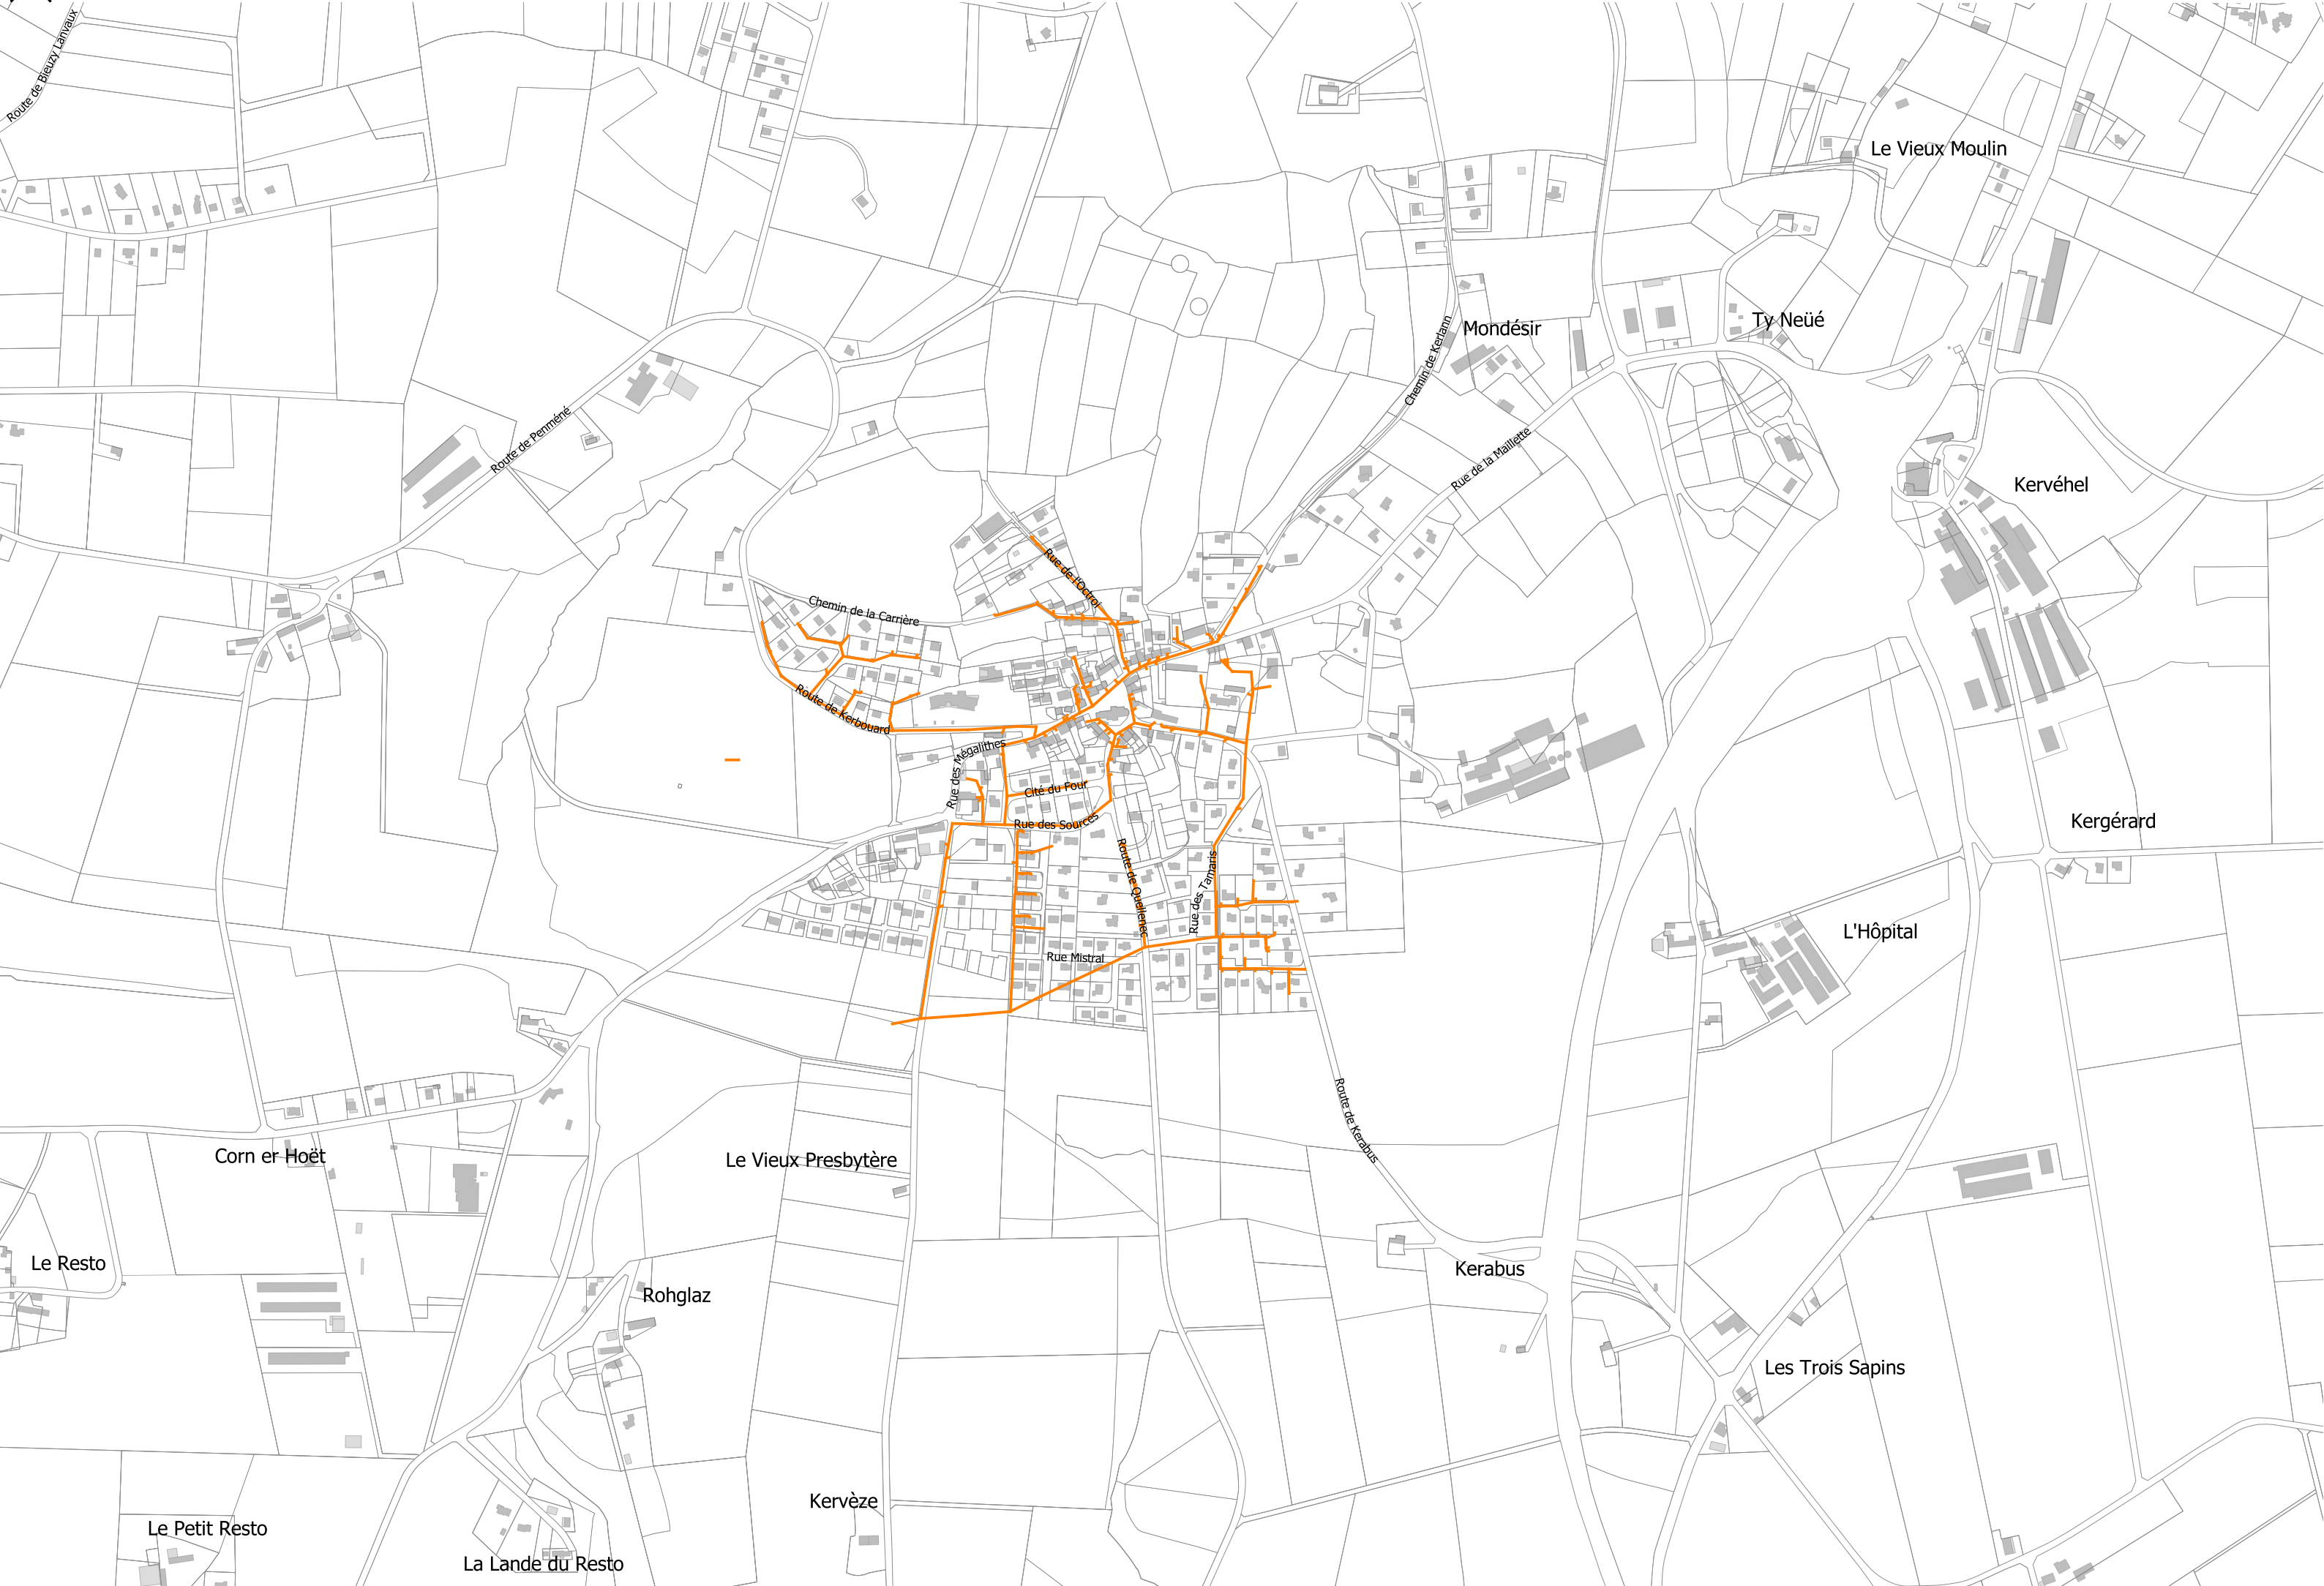 Route de Bieuzy Lanvaux
Le Vieux Moulin
Ty Neüé
Mondésir
Chemin de Kerlann
Route de Penméné
Rue de la Maillette
Kervéhel
Rue de l'Octroi
Chemin de la Carrière
Route de Kerbouard
Rue des Mégalithes
Cité du Four
Rue des Sources
Kergérard
Route de Quellenec
Rue des Tamaris
L'Hôpital
Rue Mistral
Route de Kerabus
Corn er Hoët
Le Vieux Presbytère
Le Resto
Kerabus
Rohglaz
Les Trois Sapins
Kervèze
Le Petit Resto
La Lande du Resto